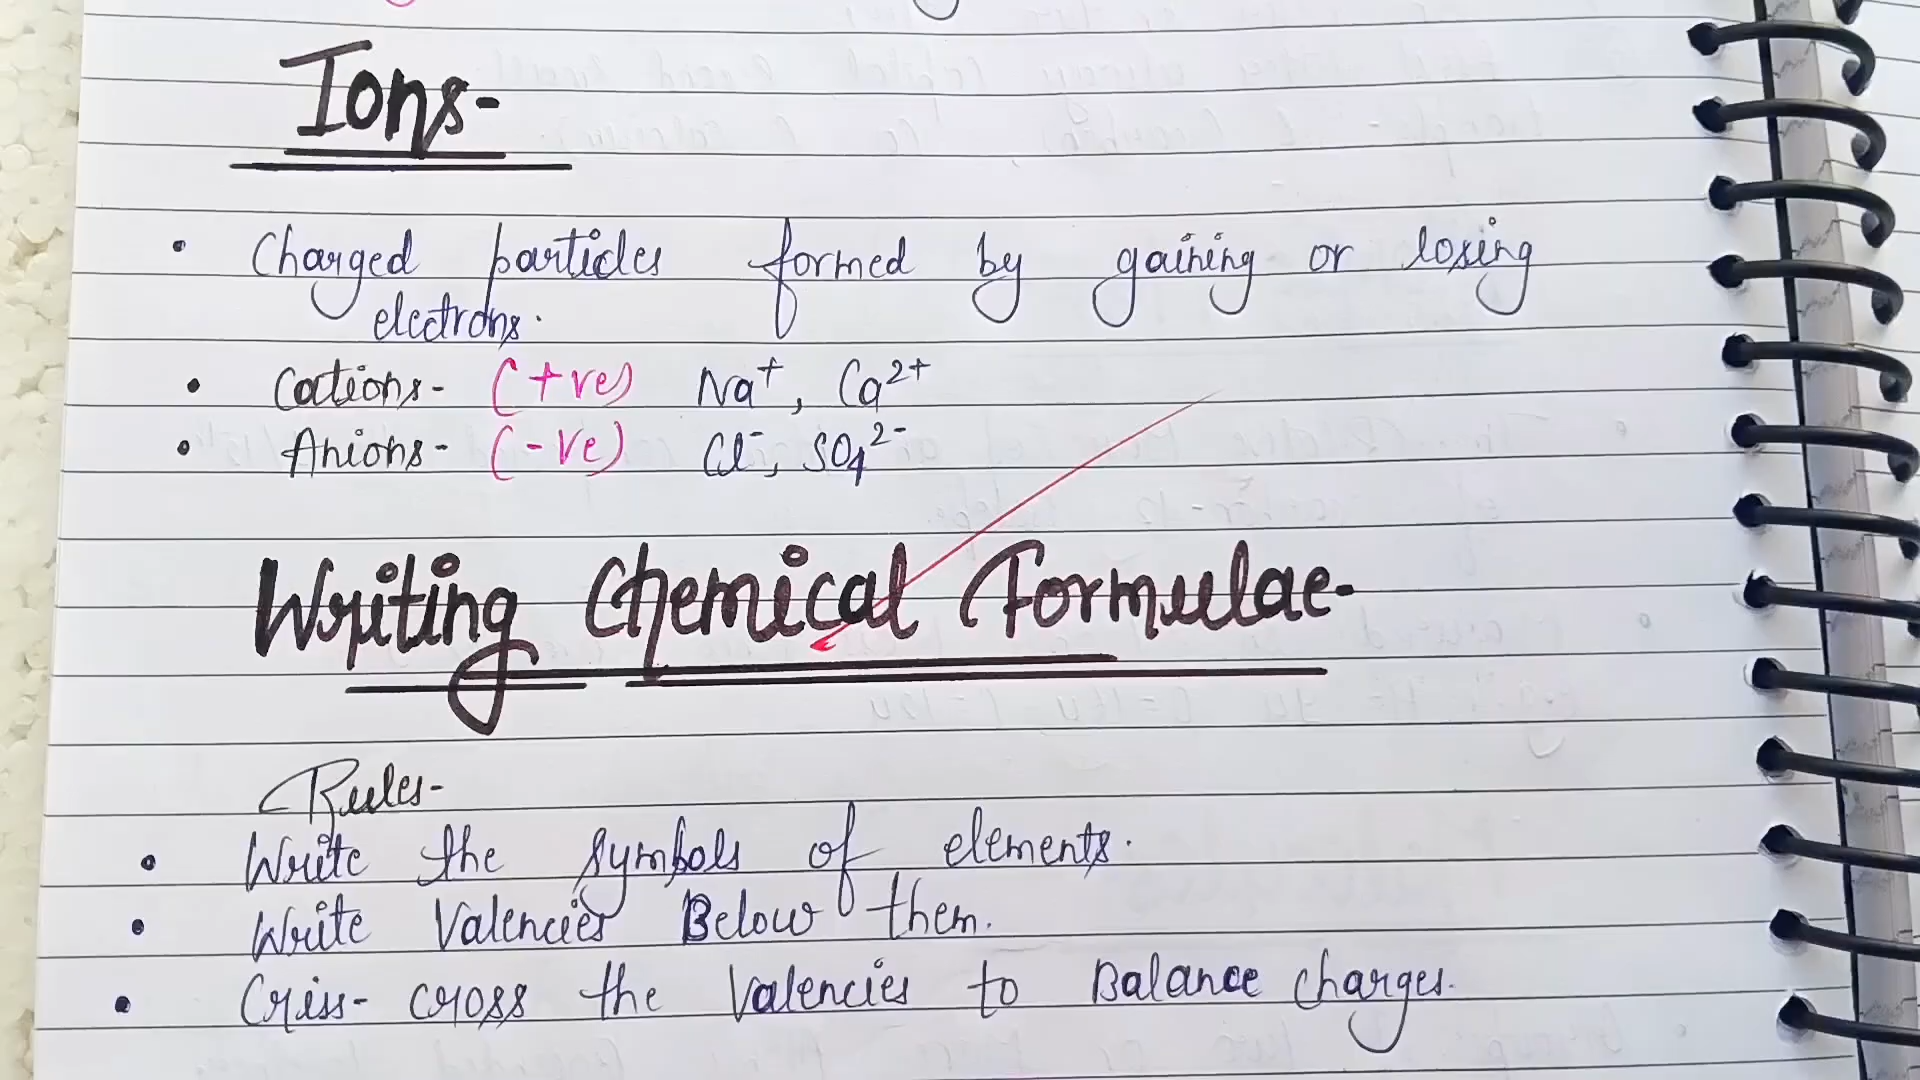 Ions-
• Charged particles formed by gaining or losing
electrons.
• Cations- (+ve) Na⁺, Ca²⁺
• Anions- (-ve) Cl⁻, SO₄²⁻
Writing Chemical Formulae-
Rules-
• Write the symbols of elements.
• Write Valencies Below them.
• Criss-cross the Valencies to Balance charges.